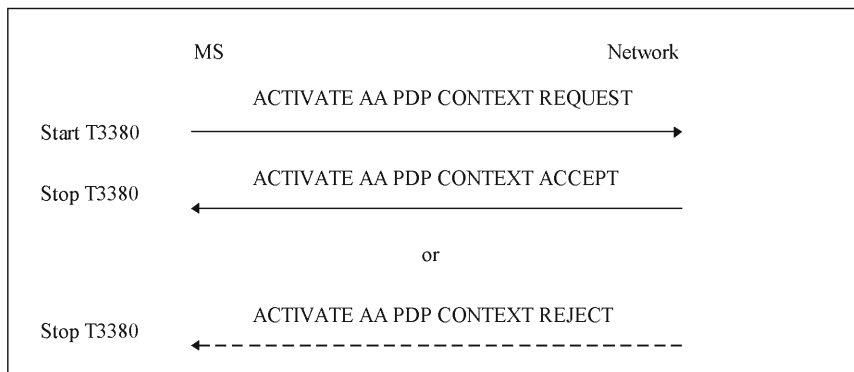 MS Network
ACTIVATE AA PDP CONTEXT REQUEST
Start T3380
ACTIVATE AA PDP CONTEXT ACCEPT
Stop T3380
or
ACTIVATE AA PDP CONTEXT REJECT
Stop T3380